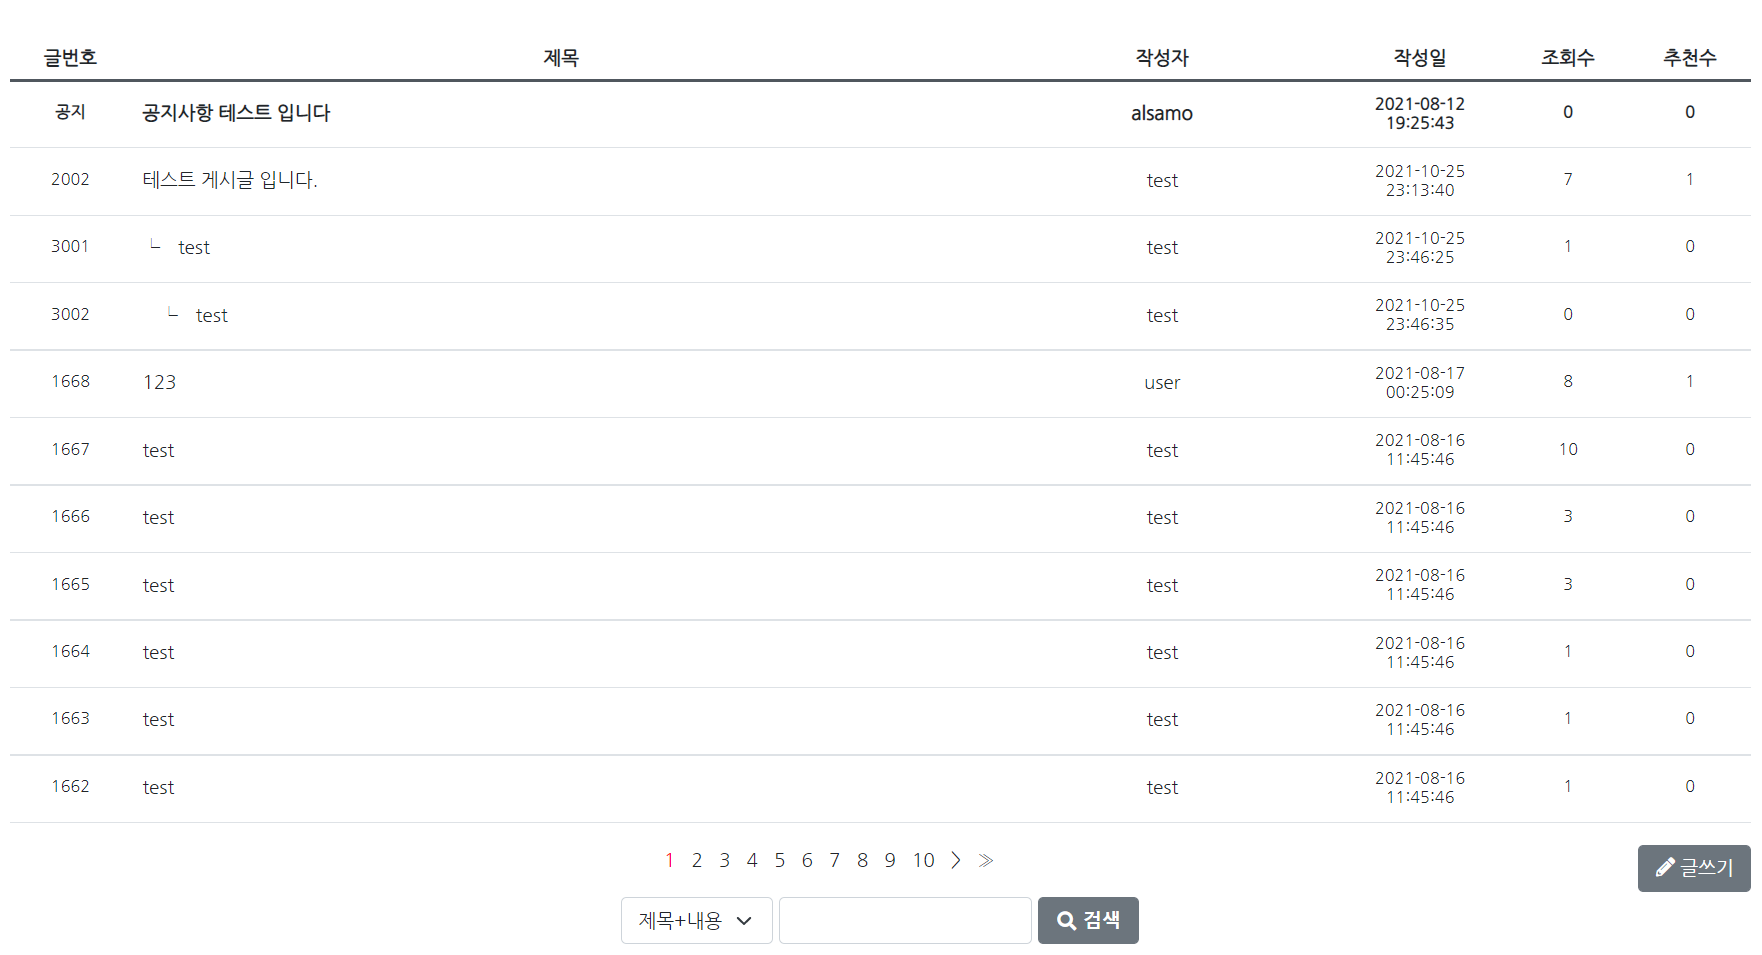 글번호 제목 작성자 작성일 조회수 추천수
공지 공지사항 테스트 입니다 alsamo 2021-08-12 19:25:43 0 0
2002 테스트 게시글 입니다. test 2021-10-25 23:13:40 7 1
3001 ㄴ test test 2021-10-25 23:46:25 1 0
3002 ㄴ test test 2021-10-25 23:46:35 0 0
1668 123 user 2021-08-17 00:25:09 8 1
1667 test test 2021-08-16 11:45:46 10 0
1666 test test 2021-08-16 11:45:46 3 0
1665 test test 2021-08-16 11:45:46 3 0
1664 test test 2021-08-16 11:45:46 1 0
1663 test test 2021-08-16 11:45:46 1 0
1662 test test 2021-08-16 11:45:46 1 0
1 2 3 4 5 6 7 8 9 10 > ≫
글쓰기
제목+내용 검색